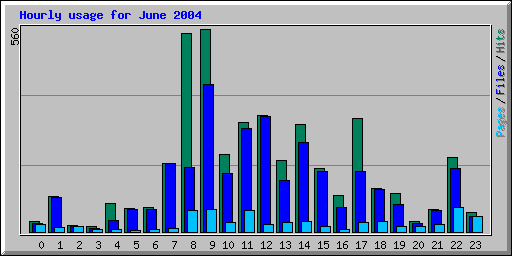 Hourly usage for June 2004
560
Pages/Files/Hits
0 1 2 3 4 5 6 7 8 9 10 11 12 13 14 15 16 17 18 19 20 21 22 23